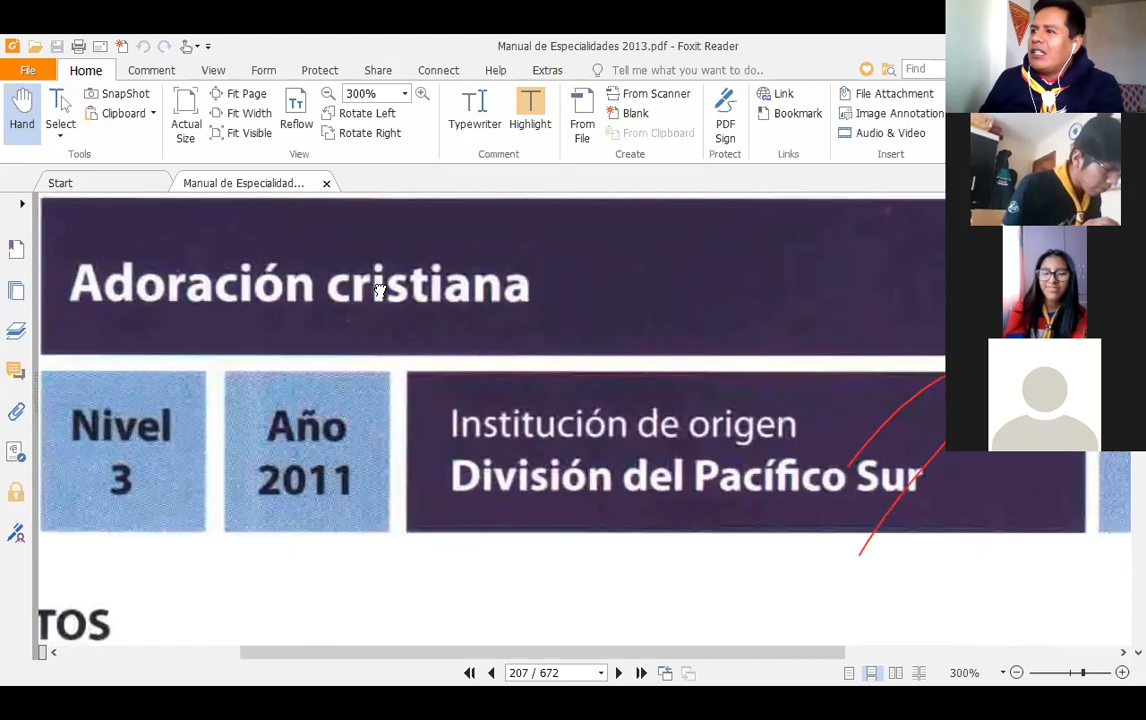 Manual de Especialidades 2013.pdf - Foxit Reader
File Home Comment View Form Protect Share Connect Help Extras Tell me what you want to do.. Find
Hand
Select
SnapShot
Clipboard
Tools
Actual Size
Fit Page
Fit Width
Fit Visible
Reflow
300%
Rotate Left
Rotate Right
View
Typewriter
Highlight
Comment
From File
From Scanner
Blank
From Clipboard
Create
PDF Sign
Protect
Link
Bookmark
Links
File Attachment
Image Annotation
Audio & Video
Insert
Start
Manual de Especialidad...
Adoración cristiana
Nivel
3
Año
2011
Institución de origen
División del Pacífico Sur
TOS
207 / 672
300%